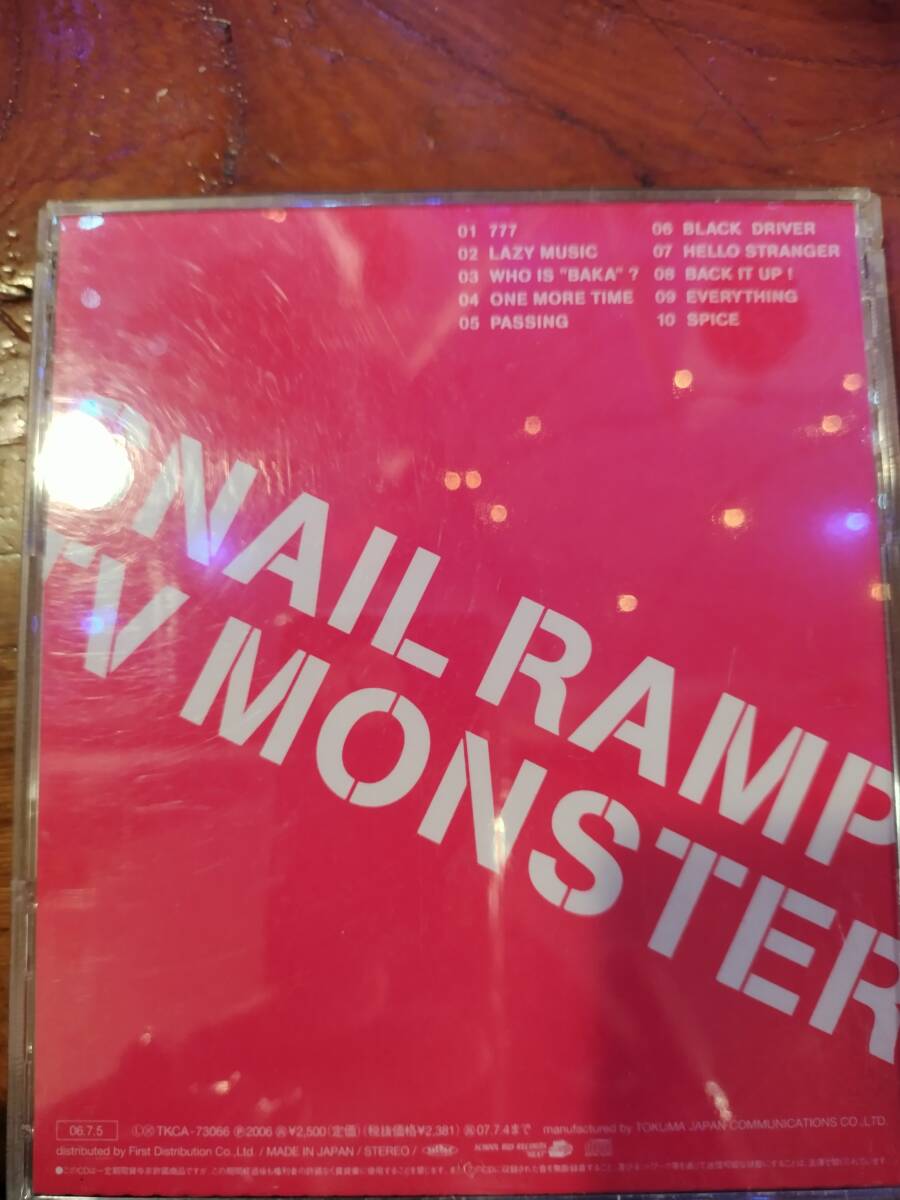 01 777
02 LAZY MUSIC
03 WHO IS "BAKA" ?
04 ONE MORE TIME
05 PASSING
06 BLACK DRIVER
07 HELLO STRANGER
08 BACK IT UP !
09 EVERYTHING
10 SPICE
SNAIL RAMP
TV MONSTER
06.7.5 TKCA-73066 Ⓟ2006 ¥2,500(定価)(税抜価格¥2,381) 07.7.4まで manufactured by TOKUMA JAPAN COMMUNICATIONS CO.,LTD.
distributed by First Distribution Co.,Ltd. / MADE IN JAPAN / STEREO /